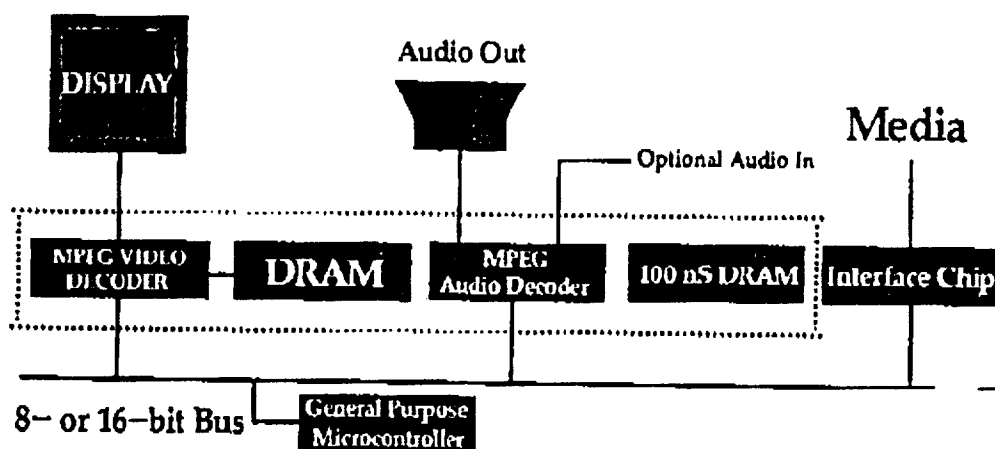 Audio Out
DISPLAY
Media
Optional Audio In
MPEG VIDEO
DECODER
DRAM
MPEG
Audio Decoder
100 nS DRAM
Interface Chip
8- or 16-bit Bus
General Purpose
Microcontroller